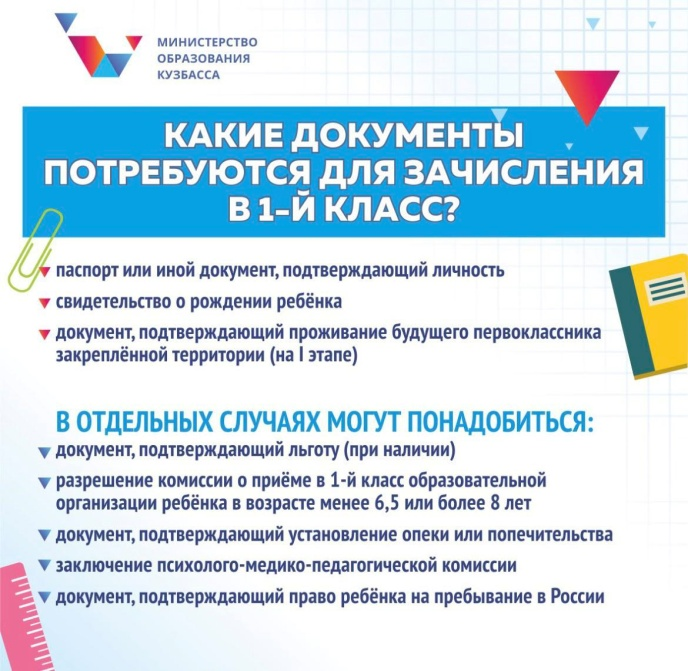 МИНИСТЕРСТВО
ОБРАЗОВАНИЯ
КУЗБАССА
КАКИЕ ДОКУМЕНТЫ
ПОТРЕБУЮТСЯ ДЛЯ ЗАЧИСЛЕНИЯ
В 1-Й КЛАСС?
паспорт или иной документ, подтверждающий личность
свидетельство о рождении ребёнка
документ, подтверждающий проживание будущего первоклассника
закреплённой территории (на I этапе)
В ОТДЕЛЬНЫХ СЛУЧАЯХ МОГУТ ПОНАДОБИТЬСЯ:
документ, подтверждающий льготу (при наличии)
разрешение комиссии о приёме в 1-й класс образовательной
организации ребёнка в возрасте менее 6,5 или более 8 лет
документ, подтверждающий установление опеки или попечительства
заключение психолого-медико-педагогической комиссии
документ, подтверждающий право ребёнка на пребывание в России